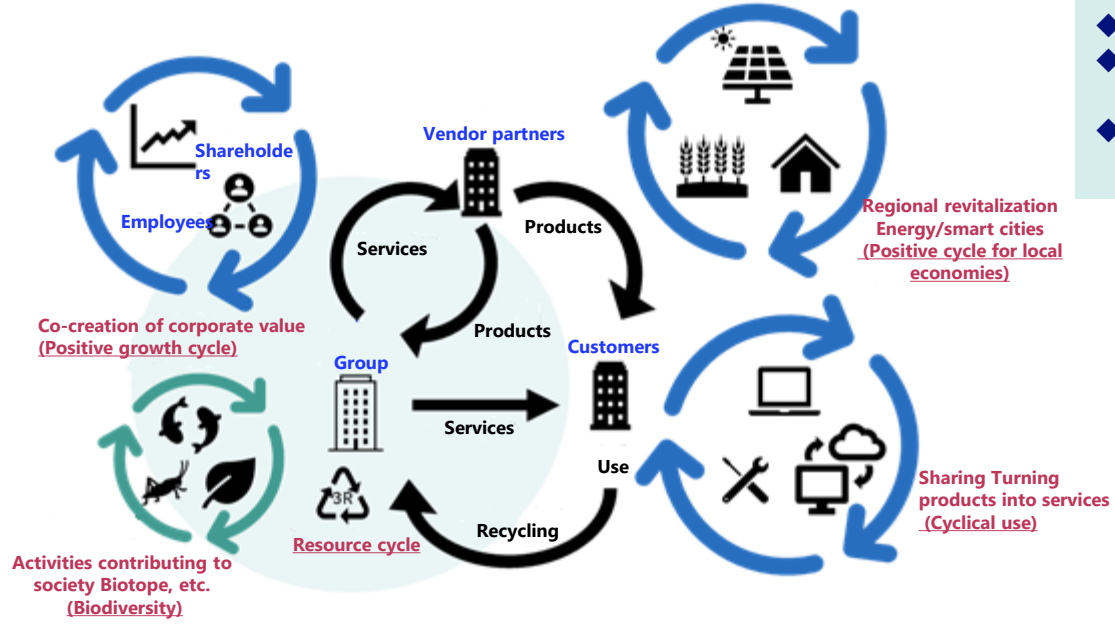 Vendor partners
Shareholde
rs
Employees
Services
Products
Regional revitalization
Energy/smart cities
(Positive cycle for local
economies)
Co-creation of corporate value
(Positive growth cycle)
Products
Group
Customers
Services
Use
3R
Recycling
Resource cycle
Sharing Turning
products into services
(Cyclical use)
Activities contributing to
society Biotope, etc.
(Biodiversity)